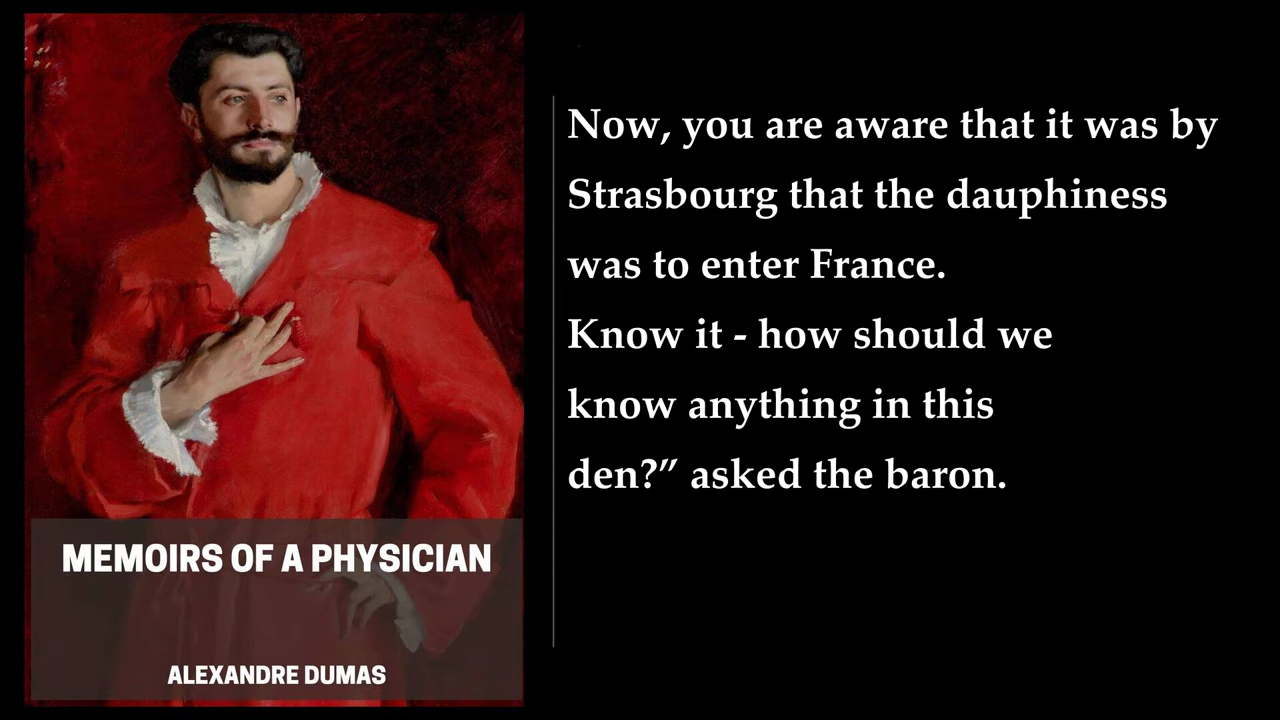 Now, you are aware that it was by
Strasbourg that the dauphiness
was to enter France.
Know it - how should we
know anything in this
den?” asked the baron.
MEMOIRS OF A PHYSICIAN
ALEXANDRE DUMAS